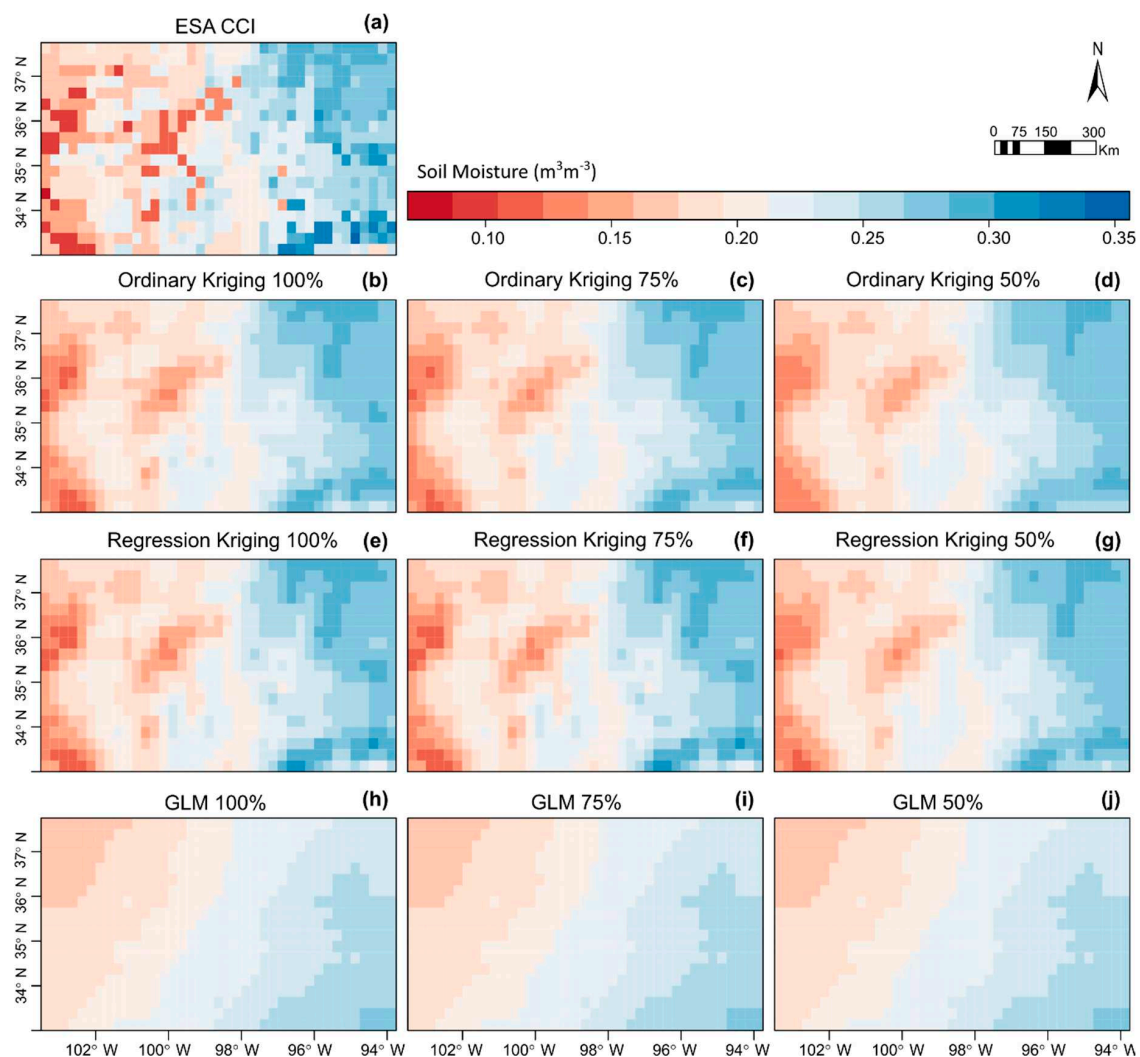 ESA CCI (a)
37° N
36° N
35° N
34° N
N
0 75 150 300
Km
Soil Moisture (m³m⁻³)
0.10 0.15 0.20 0.25 0.30 0.35
Ordinary Kriging 100% (b) Ordinary Kriging 75% (c) Ordinary Kriging 50% (d)
37° N
36° N
35° N
34° N
Regression Kriging 100% (e) Regression Kriging 75% (f) Regression Kriging 50% (g)
37° N
36° N
35° N
34° N
GLM 100% (h) GLM 75% (i) GLM 50% (j)
37° N
36° N
35° N
34° N
102° W 100° W 98° W 96° W 94° W 102° W 100° W 98° W 96° W 94° W 102° W 100° W 98° W 96° W 94° W